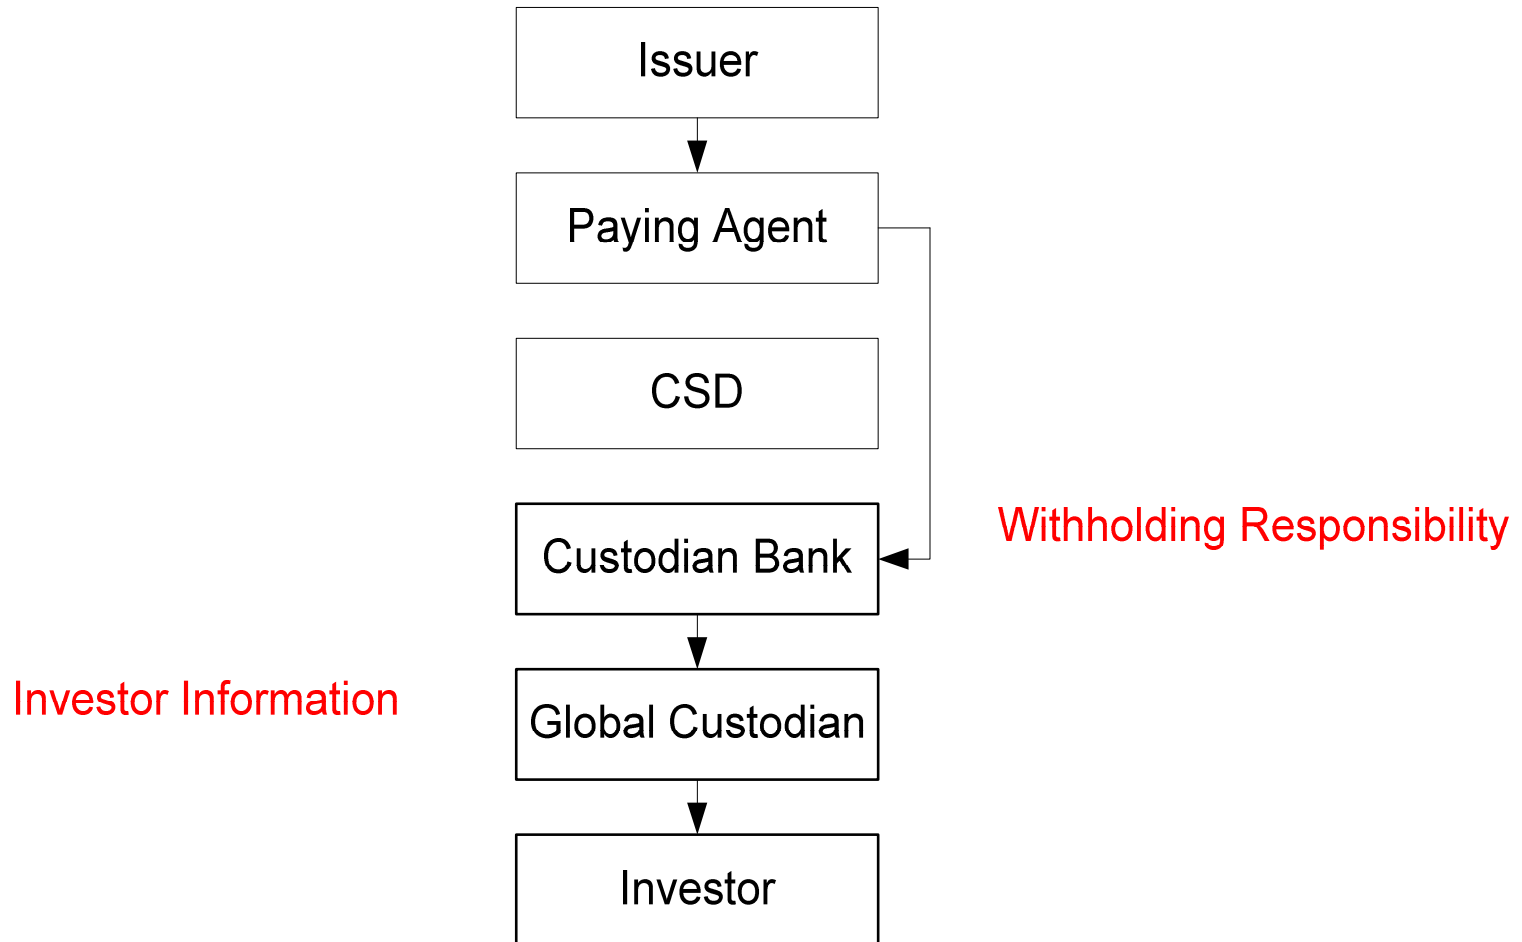 Issuer
Paying Agent
CSD
Withholding Responsibility
Custodian Bank
Investor Information
Global Custodian
Investor